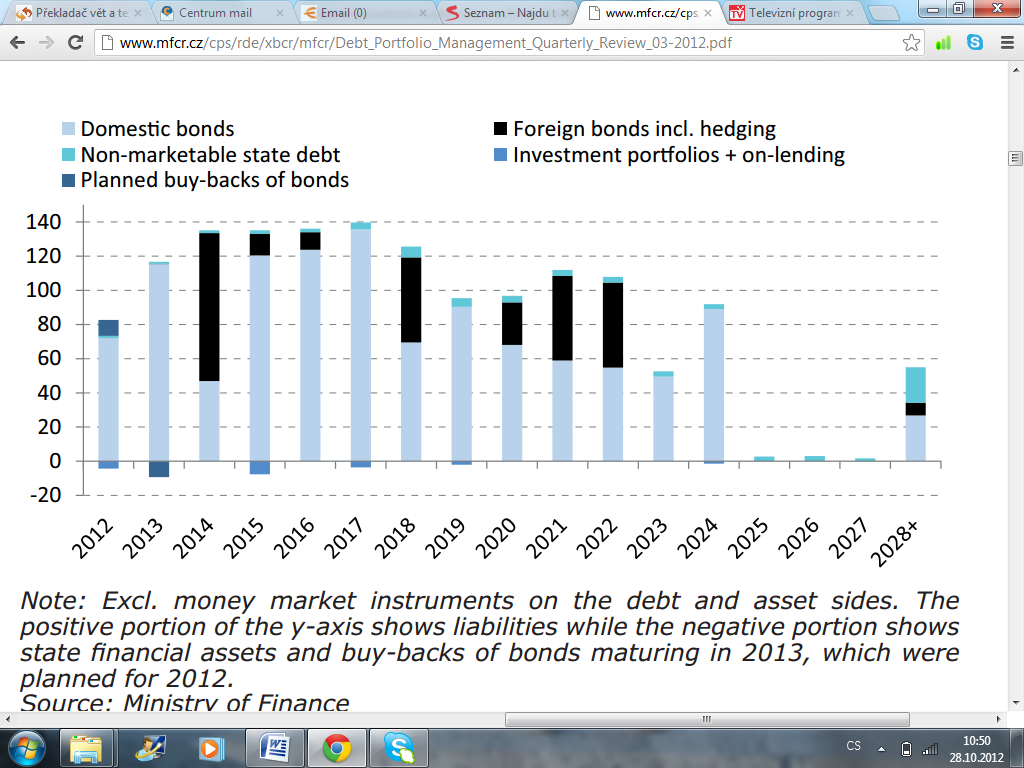 Překladač vět a te
Centrum mail
Email (0)
Seznam – Najdu t
www.mfcr.cz/cps
TV Televizní program
www.mfcr.cz/cps/rde/xbcr/mfcr/Debt_Portfolio_Management_Quarterly_Review_03-2012.pdf
Domestic bonds
Foreign bonds incl. hedging
Non-marketable state debt
Investment portfolios + on-lending
Planned buy-backs of bonds
140
120
100
80
60
40
20
0
-20
2012 2013 2014 2015 2016 2017 2018 2019 2020 2021 2022 2023 2024 2025 2026 2027 2028+
Note: Excl. money market instruments on the debt and asset sides. The
positive portion of the y-axis shows liabilities while the negative portion shows
state financial assets and buy-backs of bonds maturing in 2013, which were
planned for 2012.
Source: Ministry of Finance
CS
10:50
28.10.2012